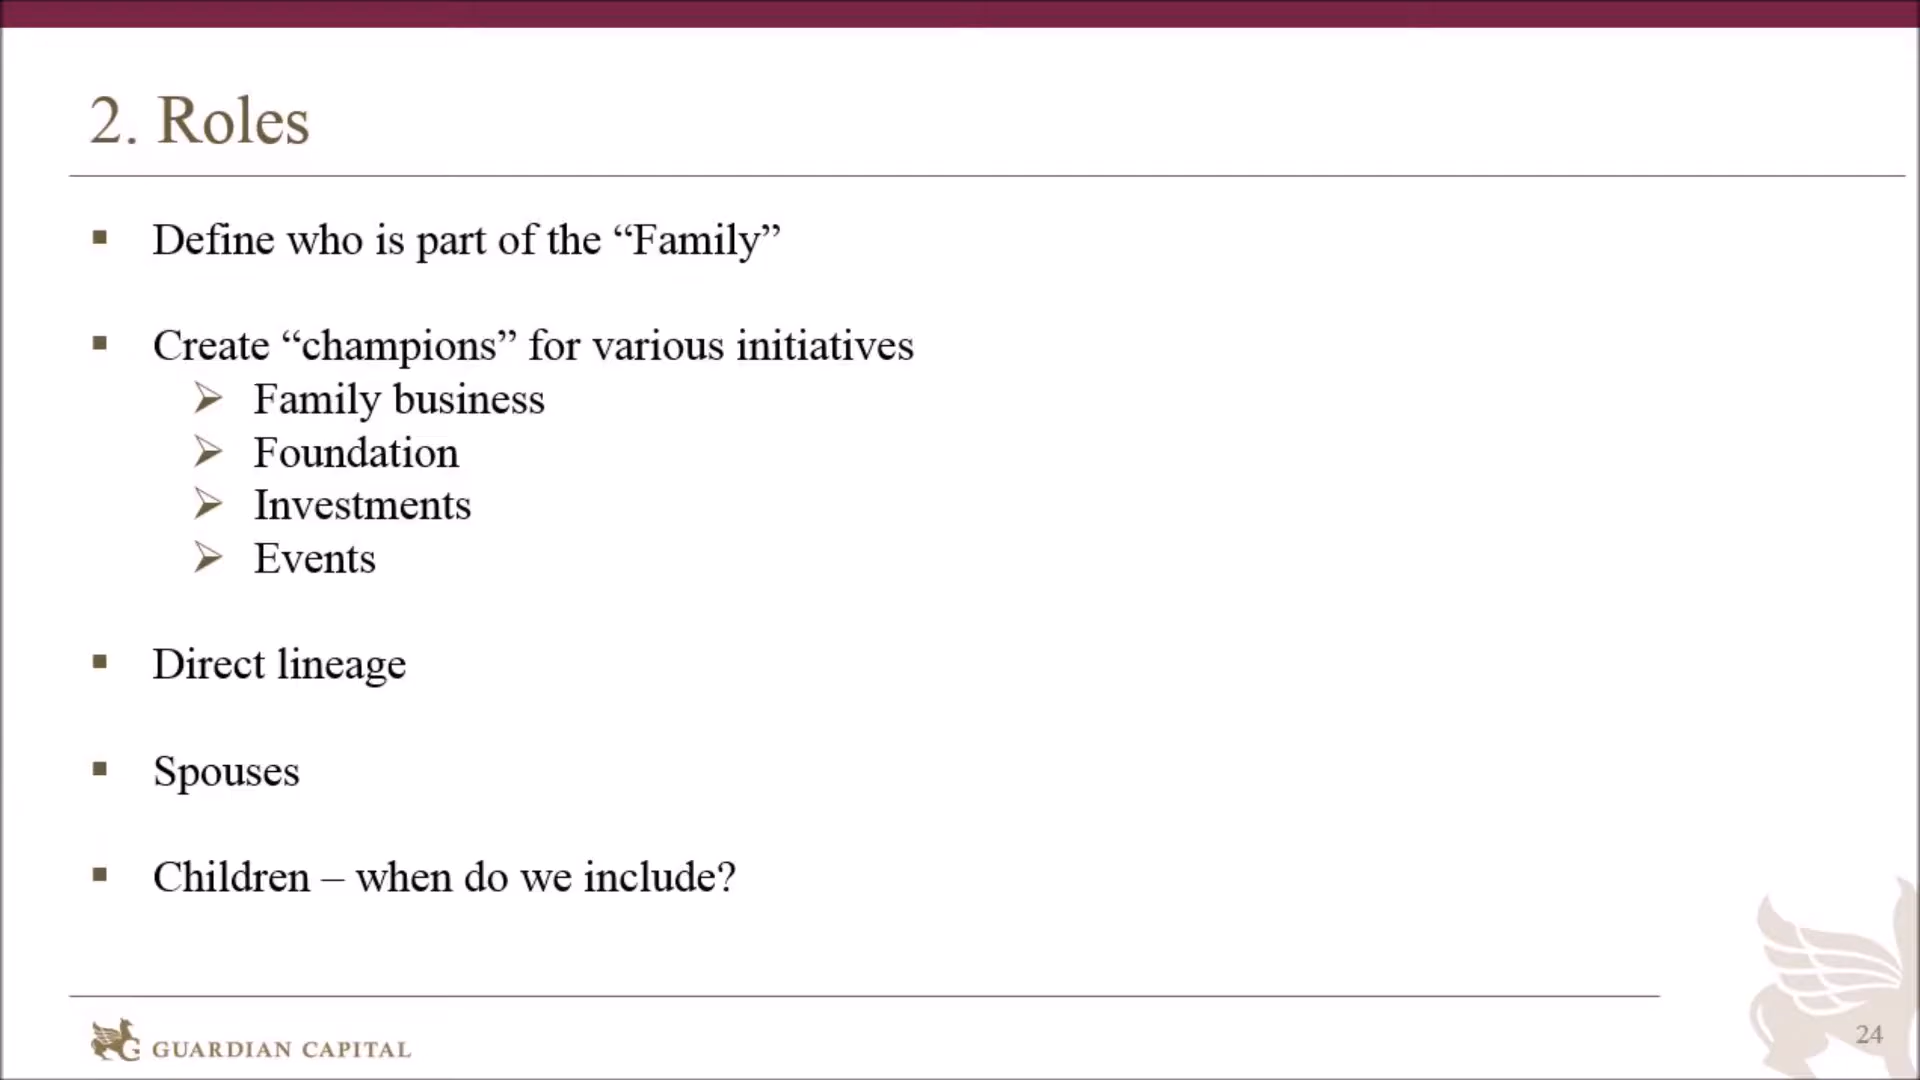 2. Roles
▪ Define who is part of the “Family”
▪ Create “champions” for various initiatives
➢ Family business
➢ Foundation
➢ Investments
➢ Events
▪ Direct lineage
▪ Spouses
▪ Children – when do we include?
GUARDIAN CAPITAL
24